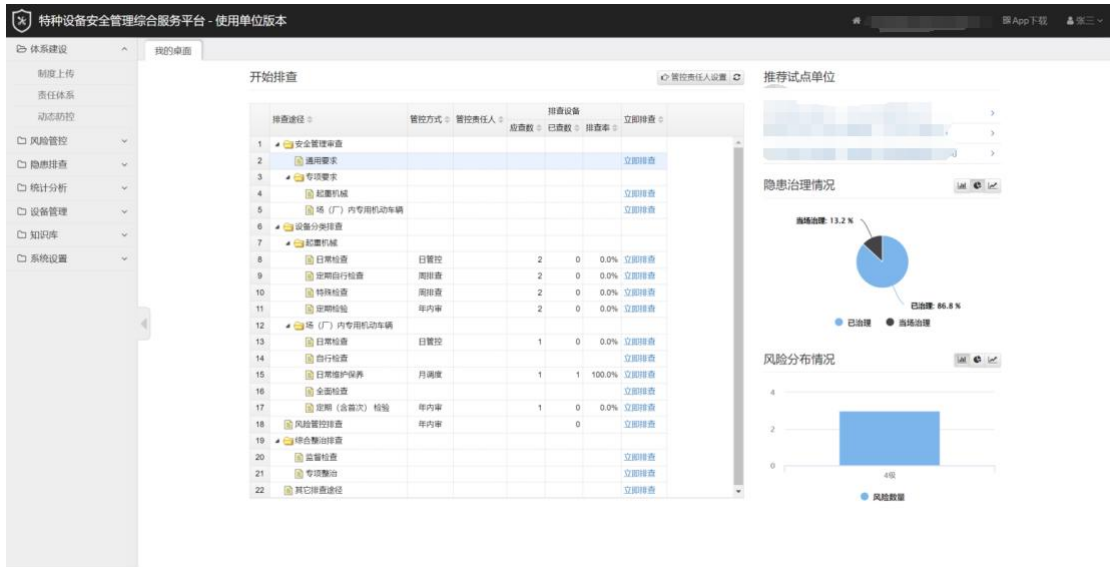 特种设备安全管理综合服务平台 - 使用单位版本
App下载 张三
体系建设
制度上传
责任体系
动态防控
风险管控
隐患排查
统计分析
设备管理
知识库
系统设置
我的桌面
开始排查
管控责任人设置
排查途径 管控方式 管控责任人 排查设备 立即排查
应查数 已查数 排查率
1 安全管理审查
2 通用要求 立即排查
3 专项要求
4 起重机械 立即排查
5 场（厂）内专用机动车辆 立即排查
6 设备分类排查
7 起重机械
8 日常检查 日管控 2 0 0.0% 立即排查
9 定期自行检查 周排查 2 0 0.0% 立即排查
10 特殊检查 周排查 2 0 0.0% 立即排查
11 定期检验 年内审 2 0 0.0% 立即排查
12 场（厂）内专用机动车辆
13 日常检查 日管控 1 0 0.0% 立即排查
14 自行检查 立即排查
15 日常维护保养 月调度 1 1 100.0% 立即排查
16 全面检查 立即排查
17 定期（含首次）检验 年内审 1 0 0.0% 立即排查
18 风险管控排查 年内审 0 立即排查
19 综合整治排查
20 监督检查 立即排查
21 专项整治 立即排查
22 其它排查途径 立即排查
推荐试点单位
隐患治理情况
当场治理: 13.2 %
已治理: 86.8 %
已治理 当场治理
风险分布情况
4
2
0
4级
风险数量